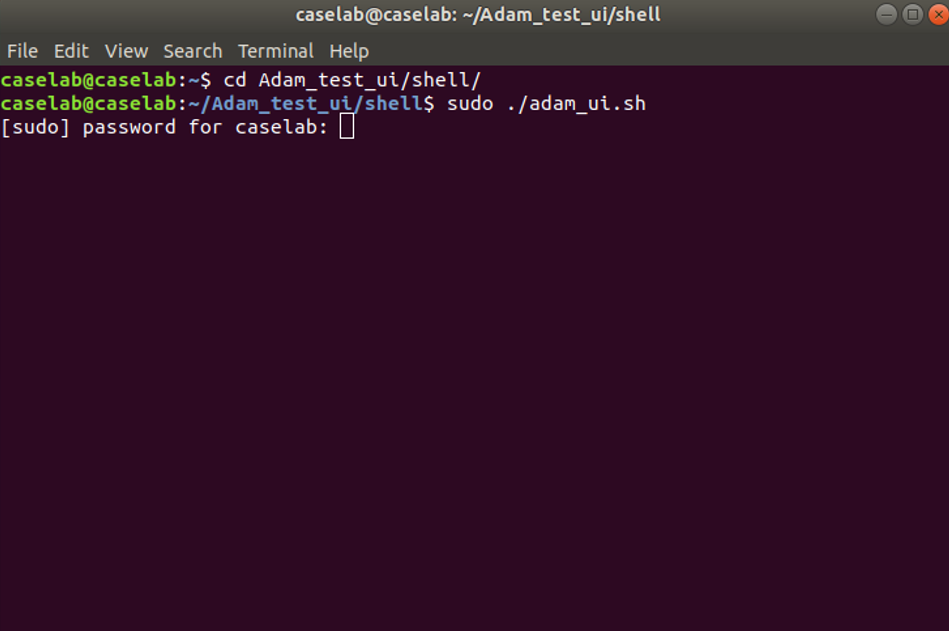 caselab@caselab: ~/Adam_test_ui/shell
File Edit View Search Terminal Help
caselab@caselab:~$ cd Adam_test_ui/shell/
caselab@caselab:~/Adam_test_ui/shell$ sudo ./adam_ui.sh
[sudo] password for caselab: